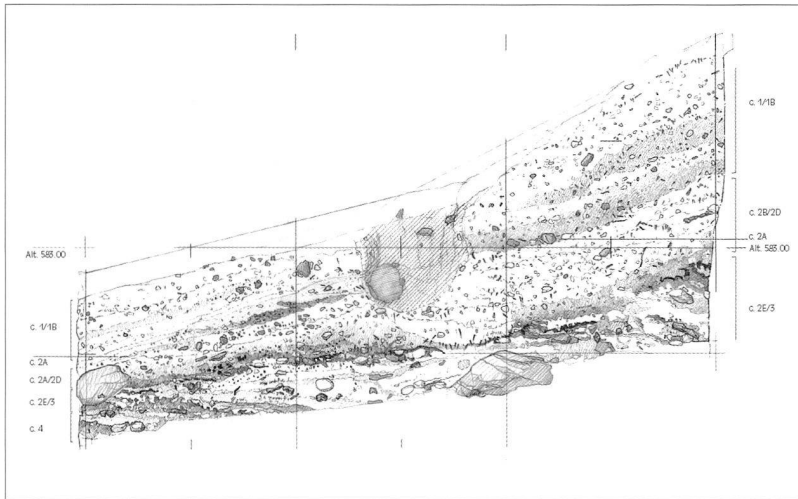 c. 1/1B
c. 2B/2D
c. 2A
Alt. 583.00
Alt. 583.00
c. 2E/3
c. 1/1B
c. 2A
c. 2A/2D
c. 2E/3
c. 4